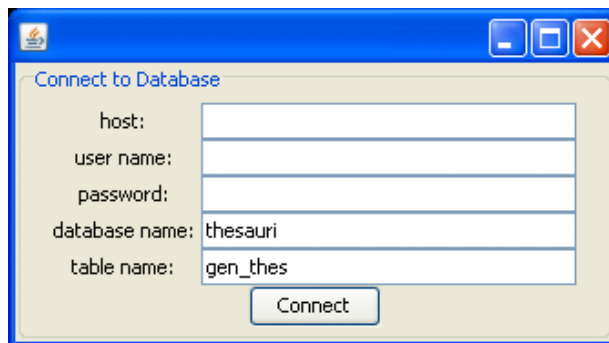 Connect to Database
host:
user name:
password:
database name: thesauri
table name: gen_thes
Connect